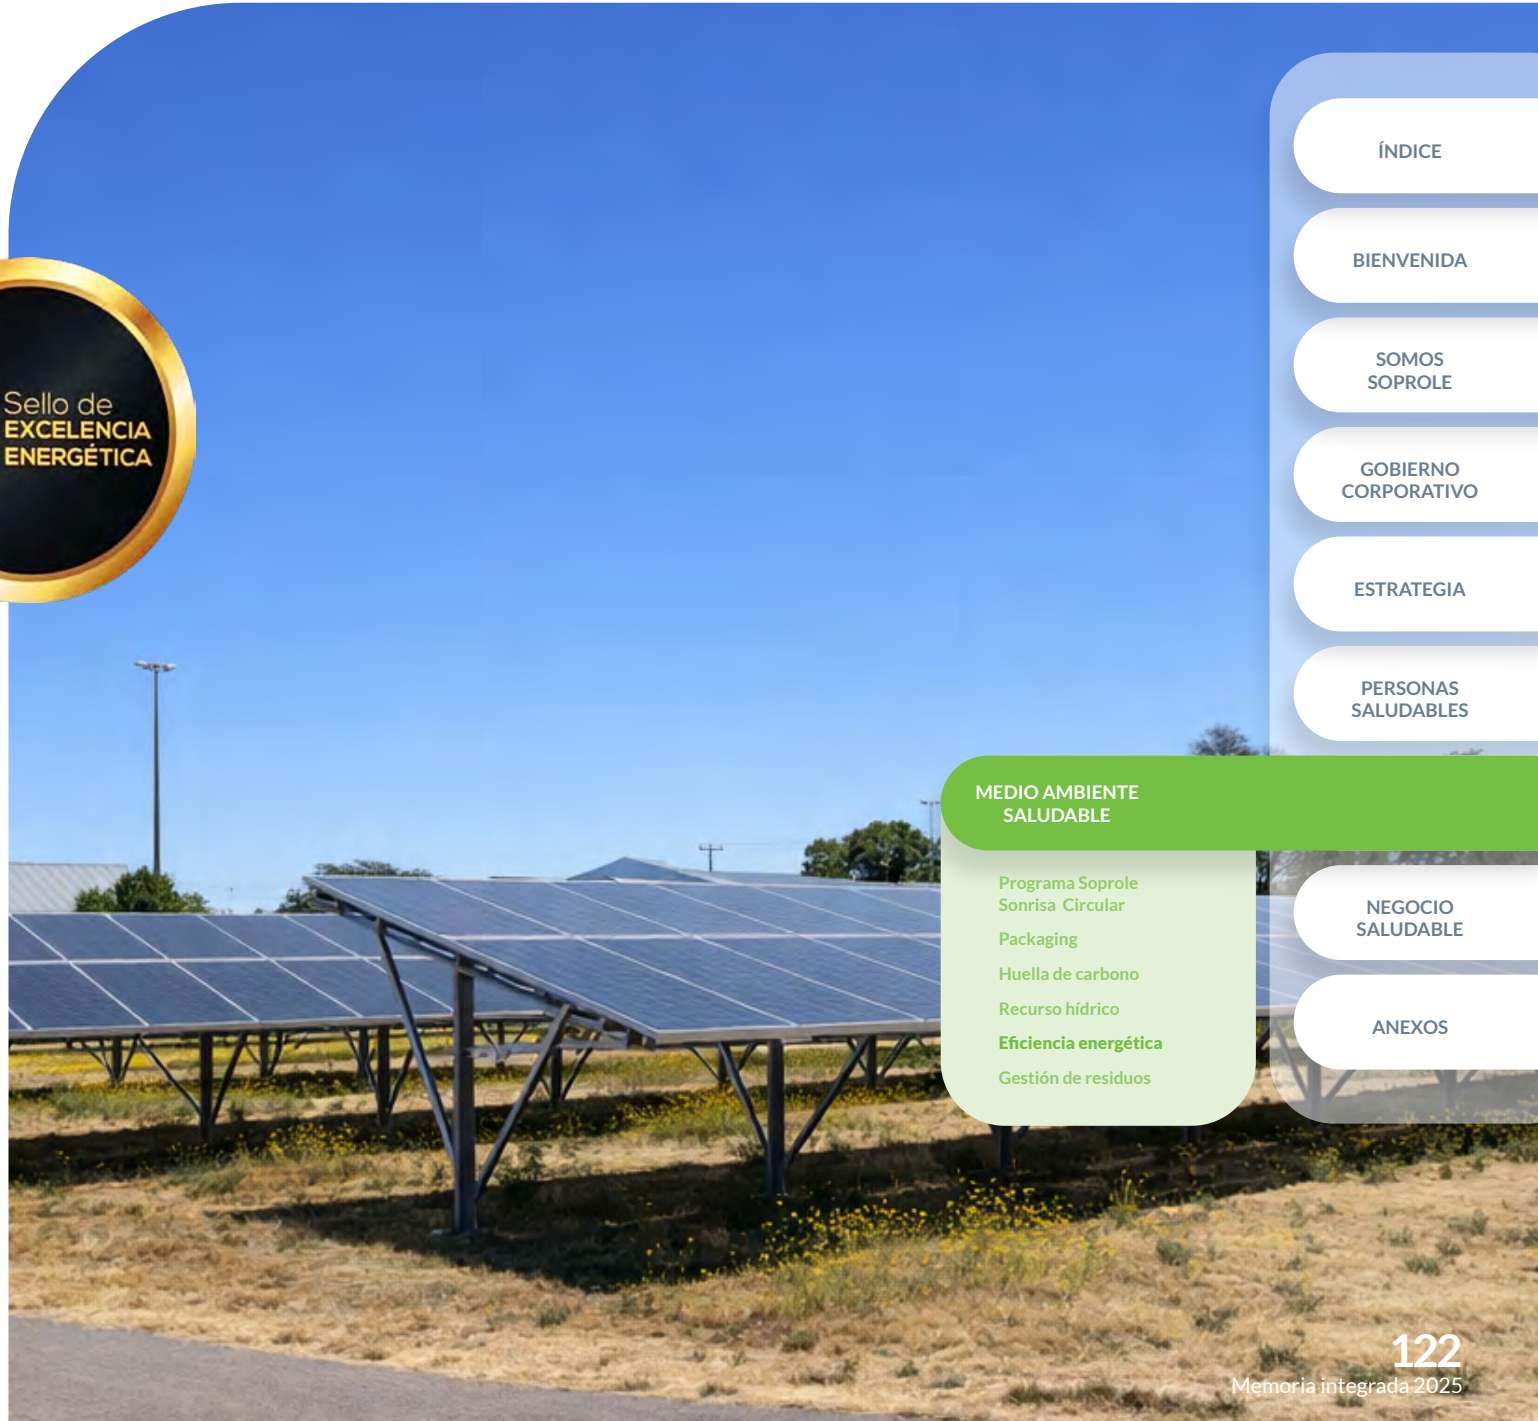 Sello de
EXCELENCIA
ENERGÉTICA
ÍNDICE
BIENVENIDA
SOMOS
SOPROLE
GOBIERNO
CORPORATIVO
ESTRATEGIA
PERSONAS
SALUDABLES
MEDIO AMBIENTE
SALUDABLE
Programa Soprole
Sonrisa Circular
Packaging
Huella de carbono
Recurso hídrico
Eficiencia energética
Gestión de residuos
NEGOCIO
SALUDABLE
ANEXOS
122
Memoria integrada 2025